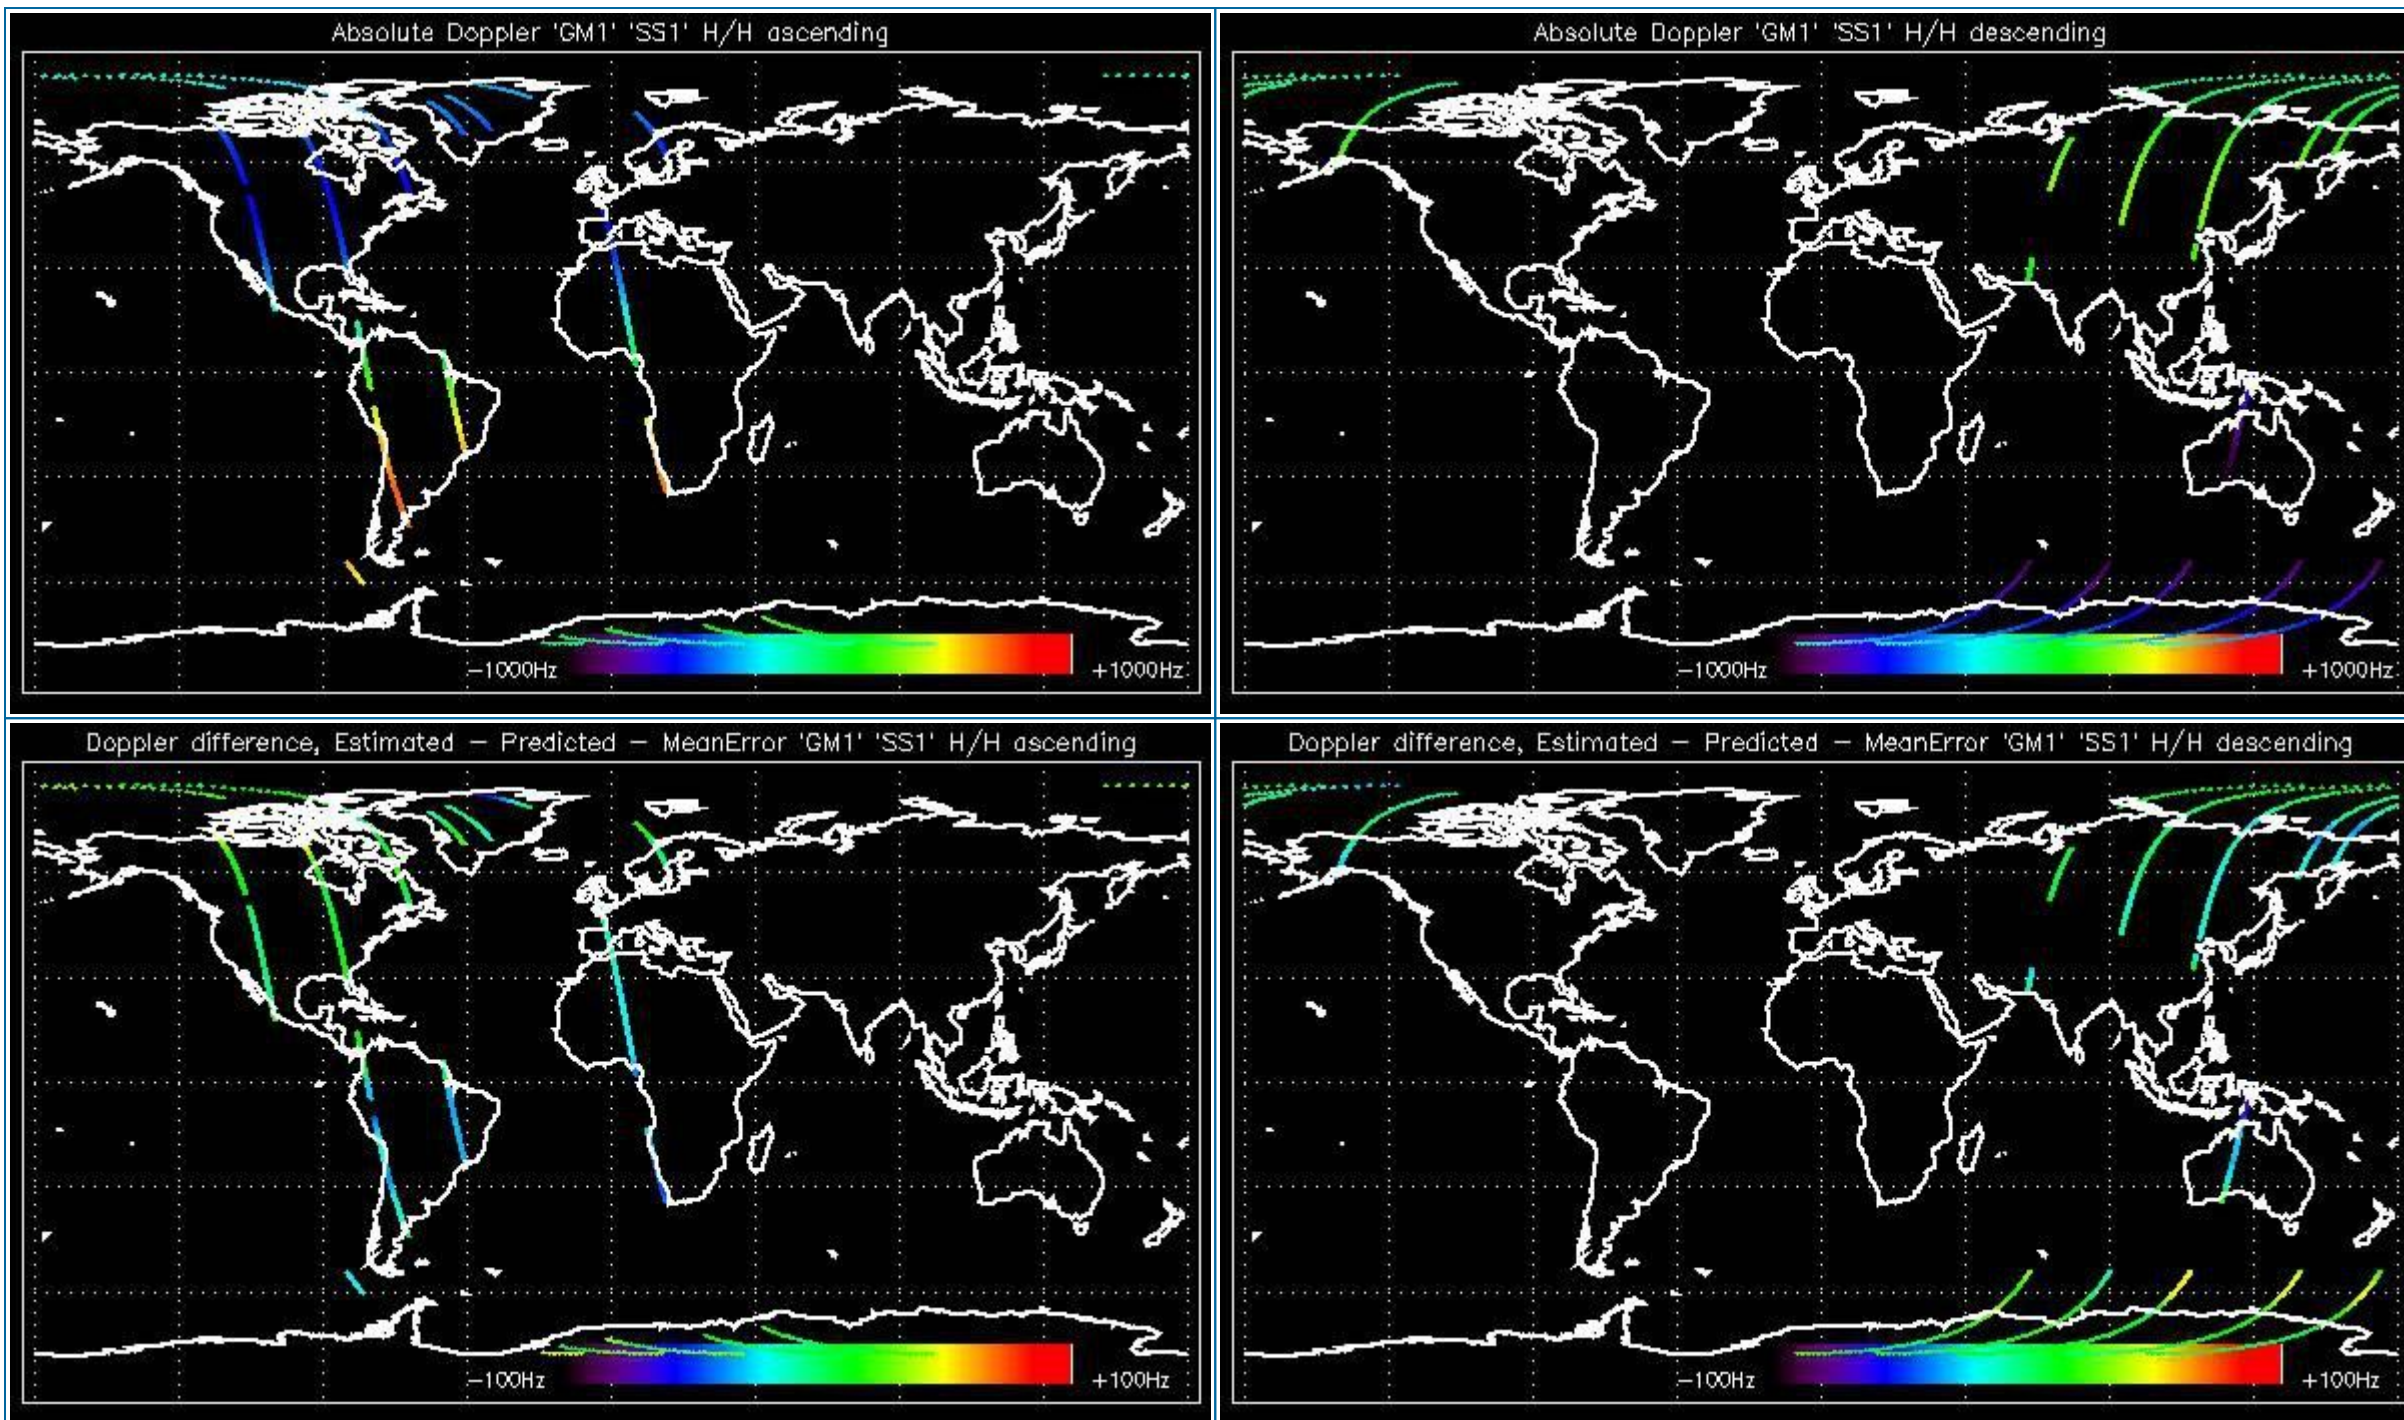 Absolute Doppler 'GM1' 'SS1' H/H ascending
-1000Hz
+1000Hz
Absolute Doppler 'GM1' 'SS1' H/H descending
-1000Hz
+1000Hz
Doppler difference, Estimated - Predicted - MeanError 'GM1' 'SS1' H/H ascending
-100Hz
+100Hz
Doppler difference, Estimated - Predicted - MeanError 'GM1' 'SS1' H/H descending
-100Hz
+100Hz